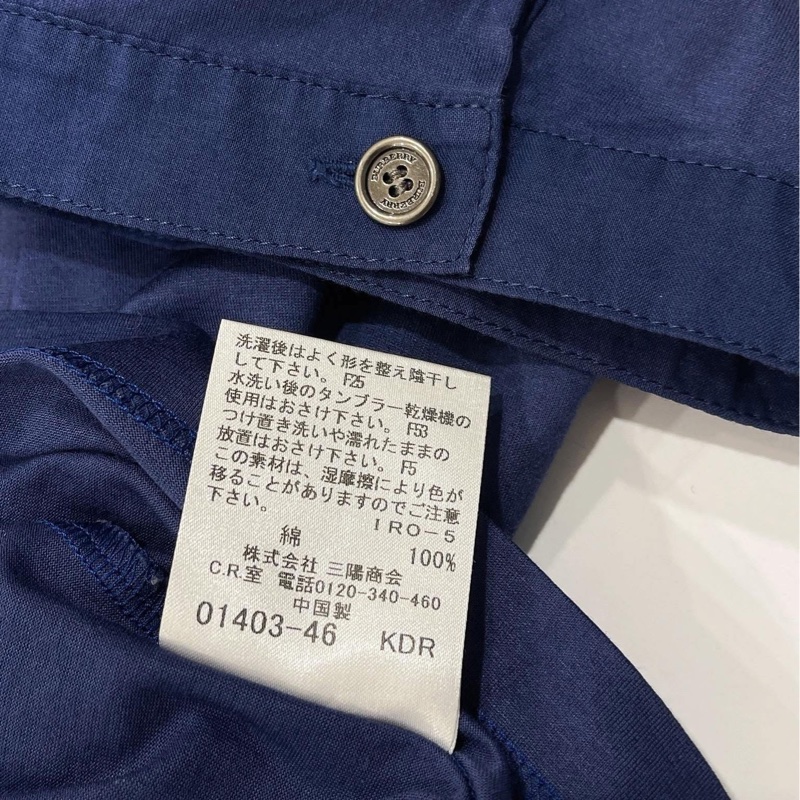 BURBERRY
BURBERRY
洗濯後はよく形を整え陰干し
して下さい。 F25
水洗い後のタンブラー乾燥機の
使用はおさけ下さい。 F53
つけ置き洗いや濡れたままの
放置はおさけ下さい。 F5
この素材は、湿摩擦により色が
移ることがありますのでご注意
下さい。 IRO-5
綿 100%
株式会社 三陽商会
C.R.室 電話0120-340-460
中国製
01403-46 KDR